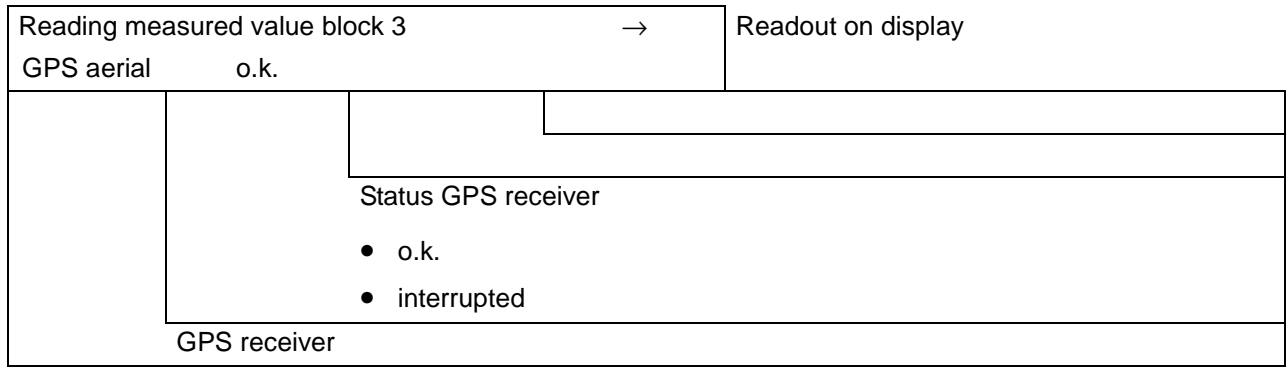 Reading measured value block 3 → Readout on display
GPS aerial o.k.
Status GPS receiver
• o.k.
• interrupted
GPS receiver